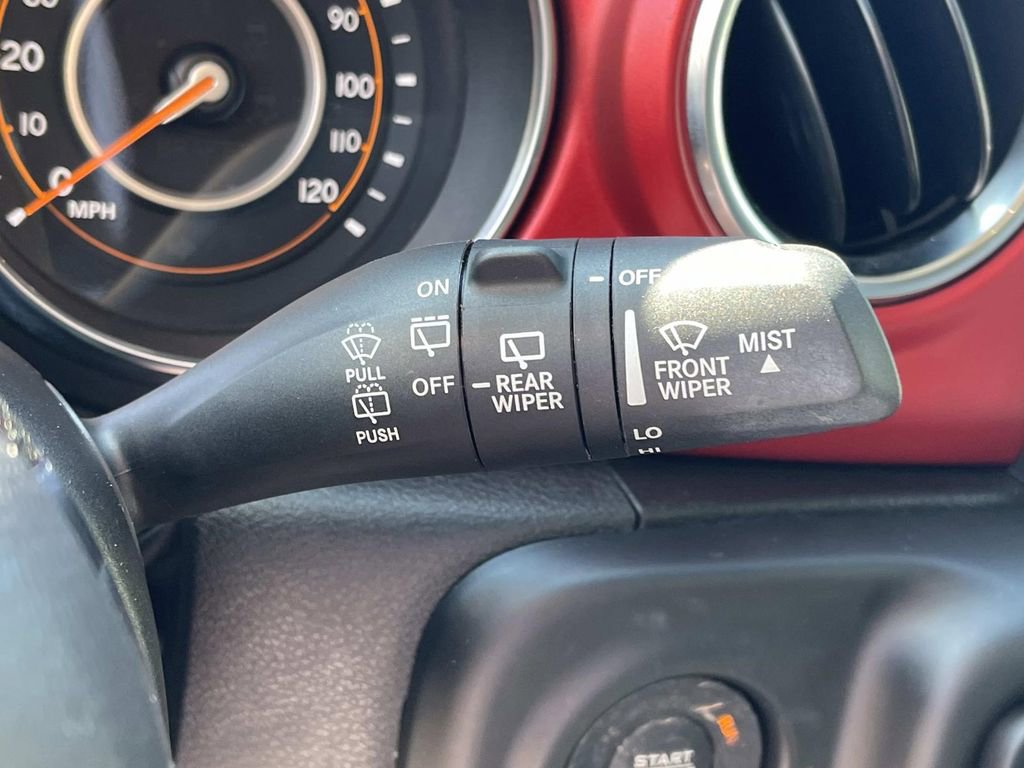 20
10
0
MPH
90
100
110
120
ON
OFF
PULL
PUSH
REAR
WIPER
OFF
FRONT
WIPER
MIST
LO
HI
START